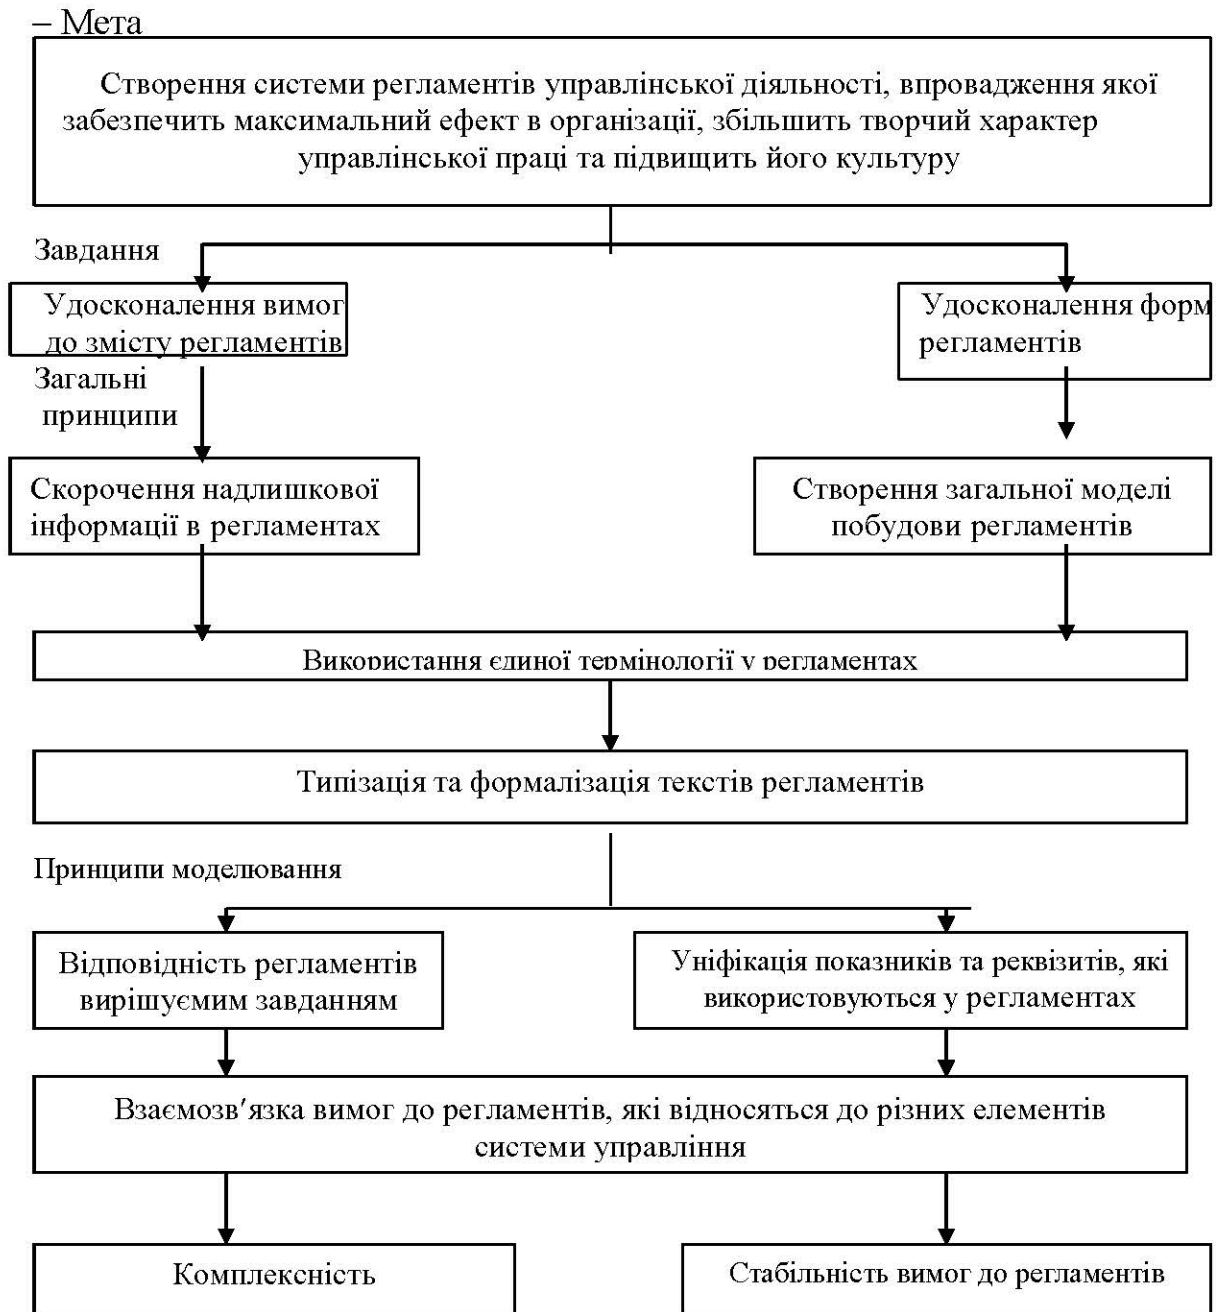 – Мета
Створення системи регламентів управлінської діяльності, впровадження якої
забезпечить максимальний ефект в організації, збільшить творчий характер
управлінської праці та підвищить його культуру
Завдання
Удосконалення вимог
до змісту регламентів
Удосконалення форм
регламентів
Загальні
принципи
Скорочення надлишкової
інформації в регламентах
Створення загальної моделі
побудови регламентів
Використання єдиної термінології у регламентах
Типізація та формалізація текстів регламентів
Принципи моделювання
Відповідність регламентів
вирішуємим завданням
Уніфікація показників та реквізитів, які
використовуються у регламентах
Взаємозв′язка вимог до регламентів, які відносяться до різних елементів
системи управління
Комплексність
Стабільність вимог до регламентів